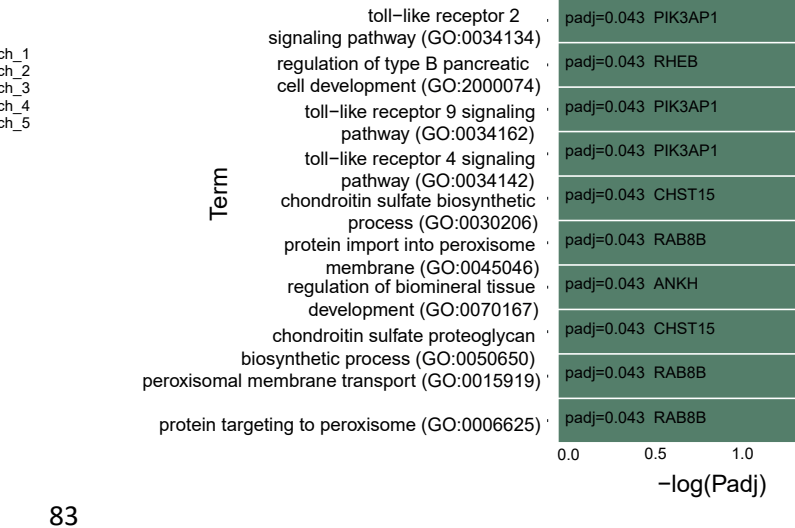 ch_1
ch_2
ch_3
ch_4
ch_5
Term
toll−like receptor 2
signaling pathway (GO:0034134)
padj=0.043 PIK3AP1
regulation of type B pancreatic
cell development (GO:2000074)
padj=0.043 RHEB
toll−like receptor 9 signaling
pathway (GO:0034162)
padj=0.043 PIK3AP1
toll−like receptor 4 signaling
pathway (GO:0034142)
padj=0.043 PIK3AP1
chondroitin sulfate biosynthetic
process (GO:0030206)
padj=0.043 CHST15
protein import into peroxisome
membrane (GO:0045046)
padj=0.043 RAB8B
regulation of biomineral tissue
development (GO:0070167)
padj=0.043 ANKH
chondroitin sulfate proteoglycan
biosynthetic process (GO:0050650)
padj=0.043 CHST15
peroxisomal membrane transport (GO:0015919)
padj=0.043 RAB8B
protein targeting to peroxisome (GO:0006625)
padj=0.043 RAB8B
0.0 0.5 1.0
−log(Padj)
83